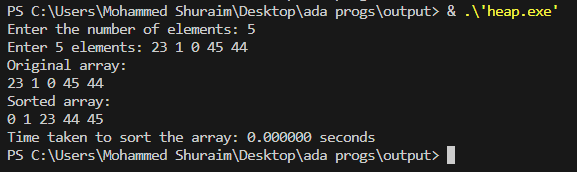 PS C:\Users\Mohammed Shuraim\Desktop\ada progs\output> & .\'heap.exe'
Enter the number of elements: 5
Enter 5 elements: 23 1 0 45 44
Original array:
23 1 0 45 44
Sorted array:
0 1 23 44 45
Time taken to sort the array: 0.000000 seconds
PS C:\Users\Mohammed Shuraim\Desktop\ada progs\output>